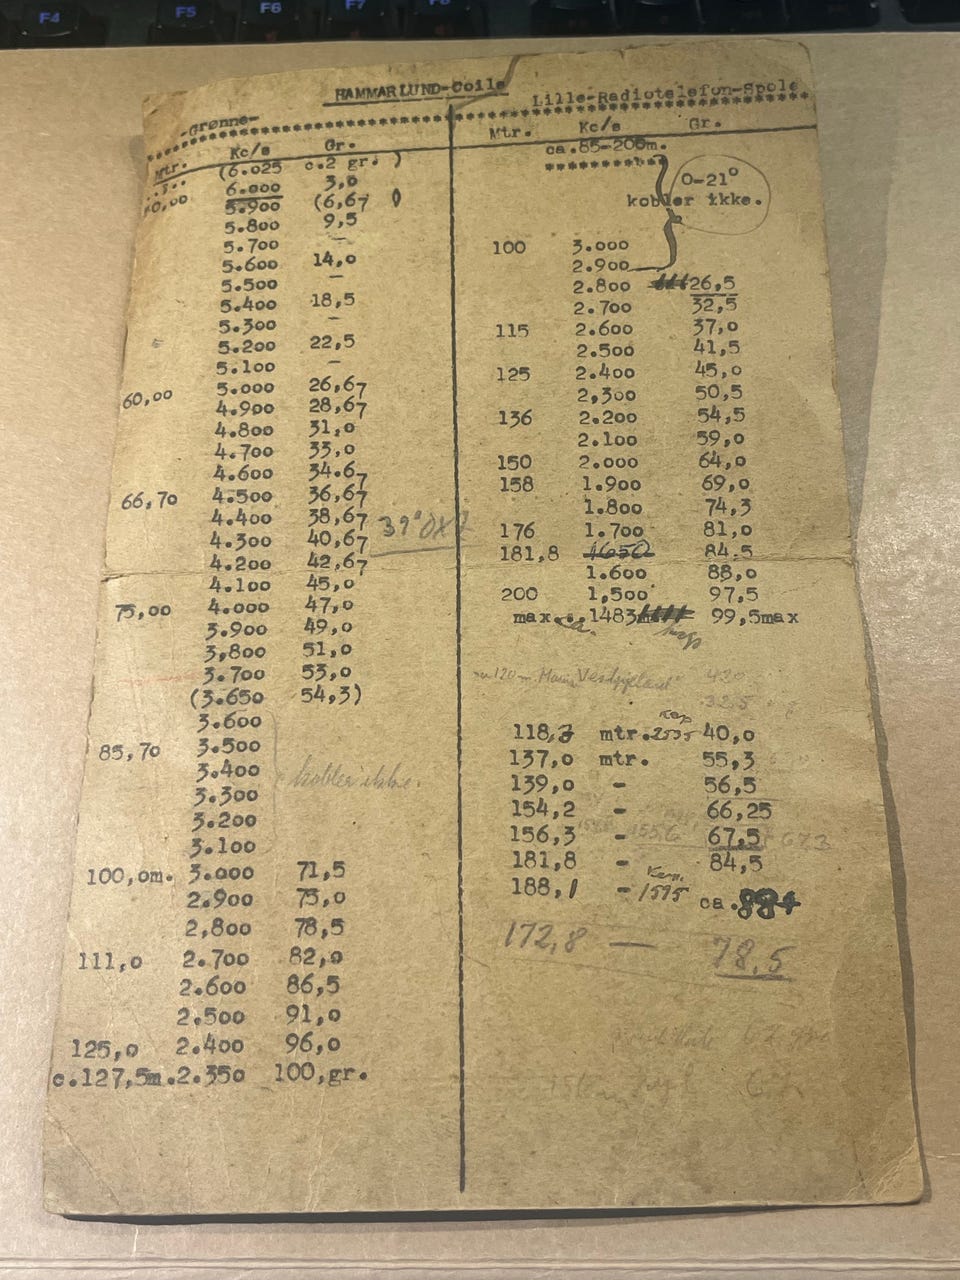 F4 F5 F6 F7 F8
HAMMARLUND-Coils
-Grønne-
Mtr. Kc/s Gr.
(6.025 c.2 gr. )
50,00 6.000 3,0
5.900 (6,67 )
5.800 9,5
5.700 —
5.600 14,0
5.500 —
5.400 18,5
5.300 —
5.200 22,5
5.100 —
60,00 5.000 26,67
4.900 28,67
4.800 31,0
4.700 33,0
4.600 34.67
66,70 4.500 36,67
4.400 38,67
39°
4.300 40,67
4.200 42,67
4.100 45,0
75,00 4.000 47,0
3.900 49,0
3,800 51,0
3.700 53,0
(3.650 54,3)
3.600
85,70 3.500
3.400 kobler ikke.
3.300
3.200
3.100
100,0m. 3.000 71,5
2.900 75,0
2,800 78,5
111,0 2.700 82,0
2.600 86,5
2.500 91,0
125,0 2.400 96,0
c.127,5m.2.350 100,gr.
Lille-Radiotelefon-Spole
Mtr. Kc/s Gr.
ca.85-200m.
0-21°
kobler ikke.
100 3.000
2.900
2.800 26,5
2.700 32,5
115 2.600 37,0
2.500 41,5
125 2.400 45,0
2,300 50,5
136 2.200 54,5
2.100 59,0
150 2.000 64,0
158 1.900 69,0
1.800 74,3
176 1.700 81,0
181,8 1650 84,5
1.600 88,0
200 1,500 97,5
max. ca. 1483 99,5max
120 m.
118,3 mtr. 2535 40,0
137,0 mtr. 55,3
139,0 - 56,5
154,2 - 66,25
156,3 - 67,5
181,8 - 84,5
188,1 - 1595 ca.
172,8 — 78,5